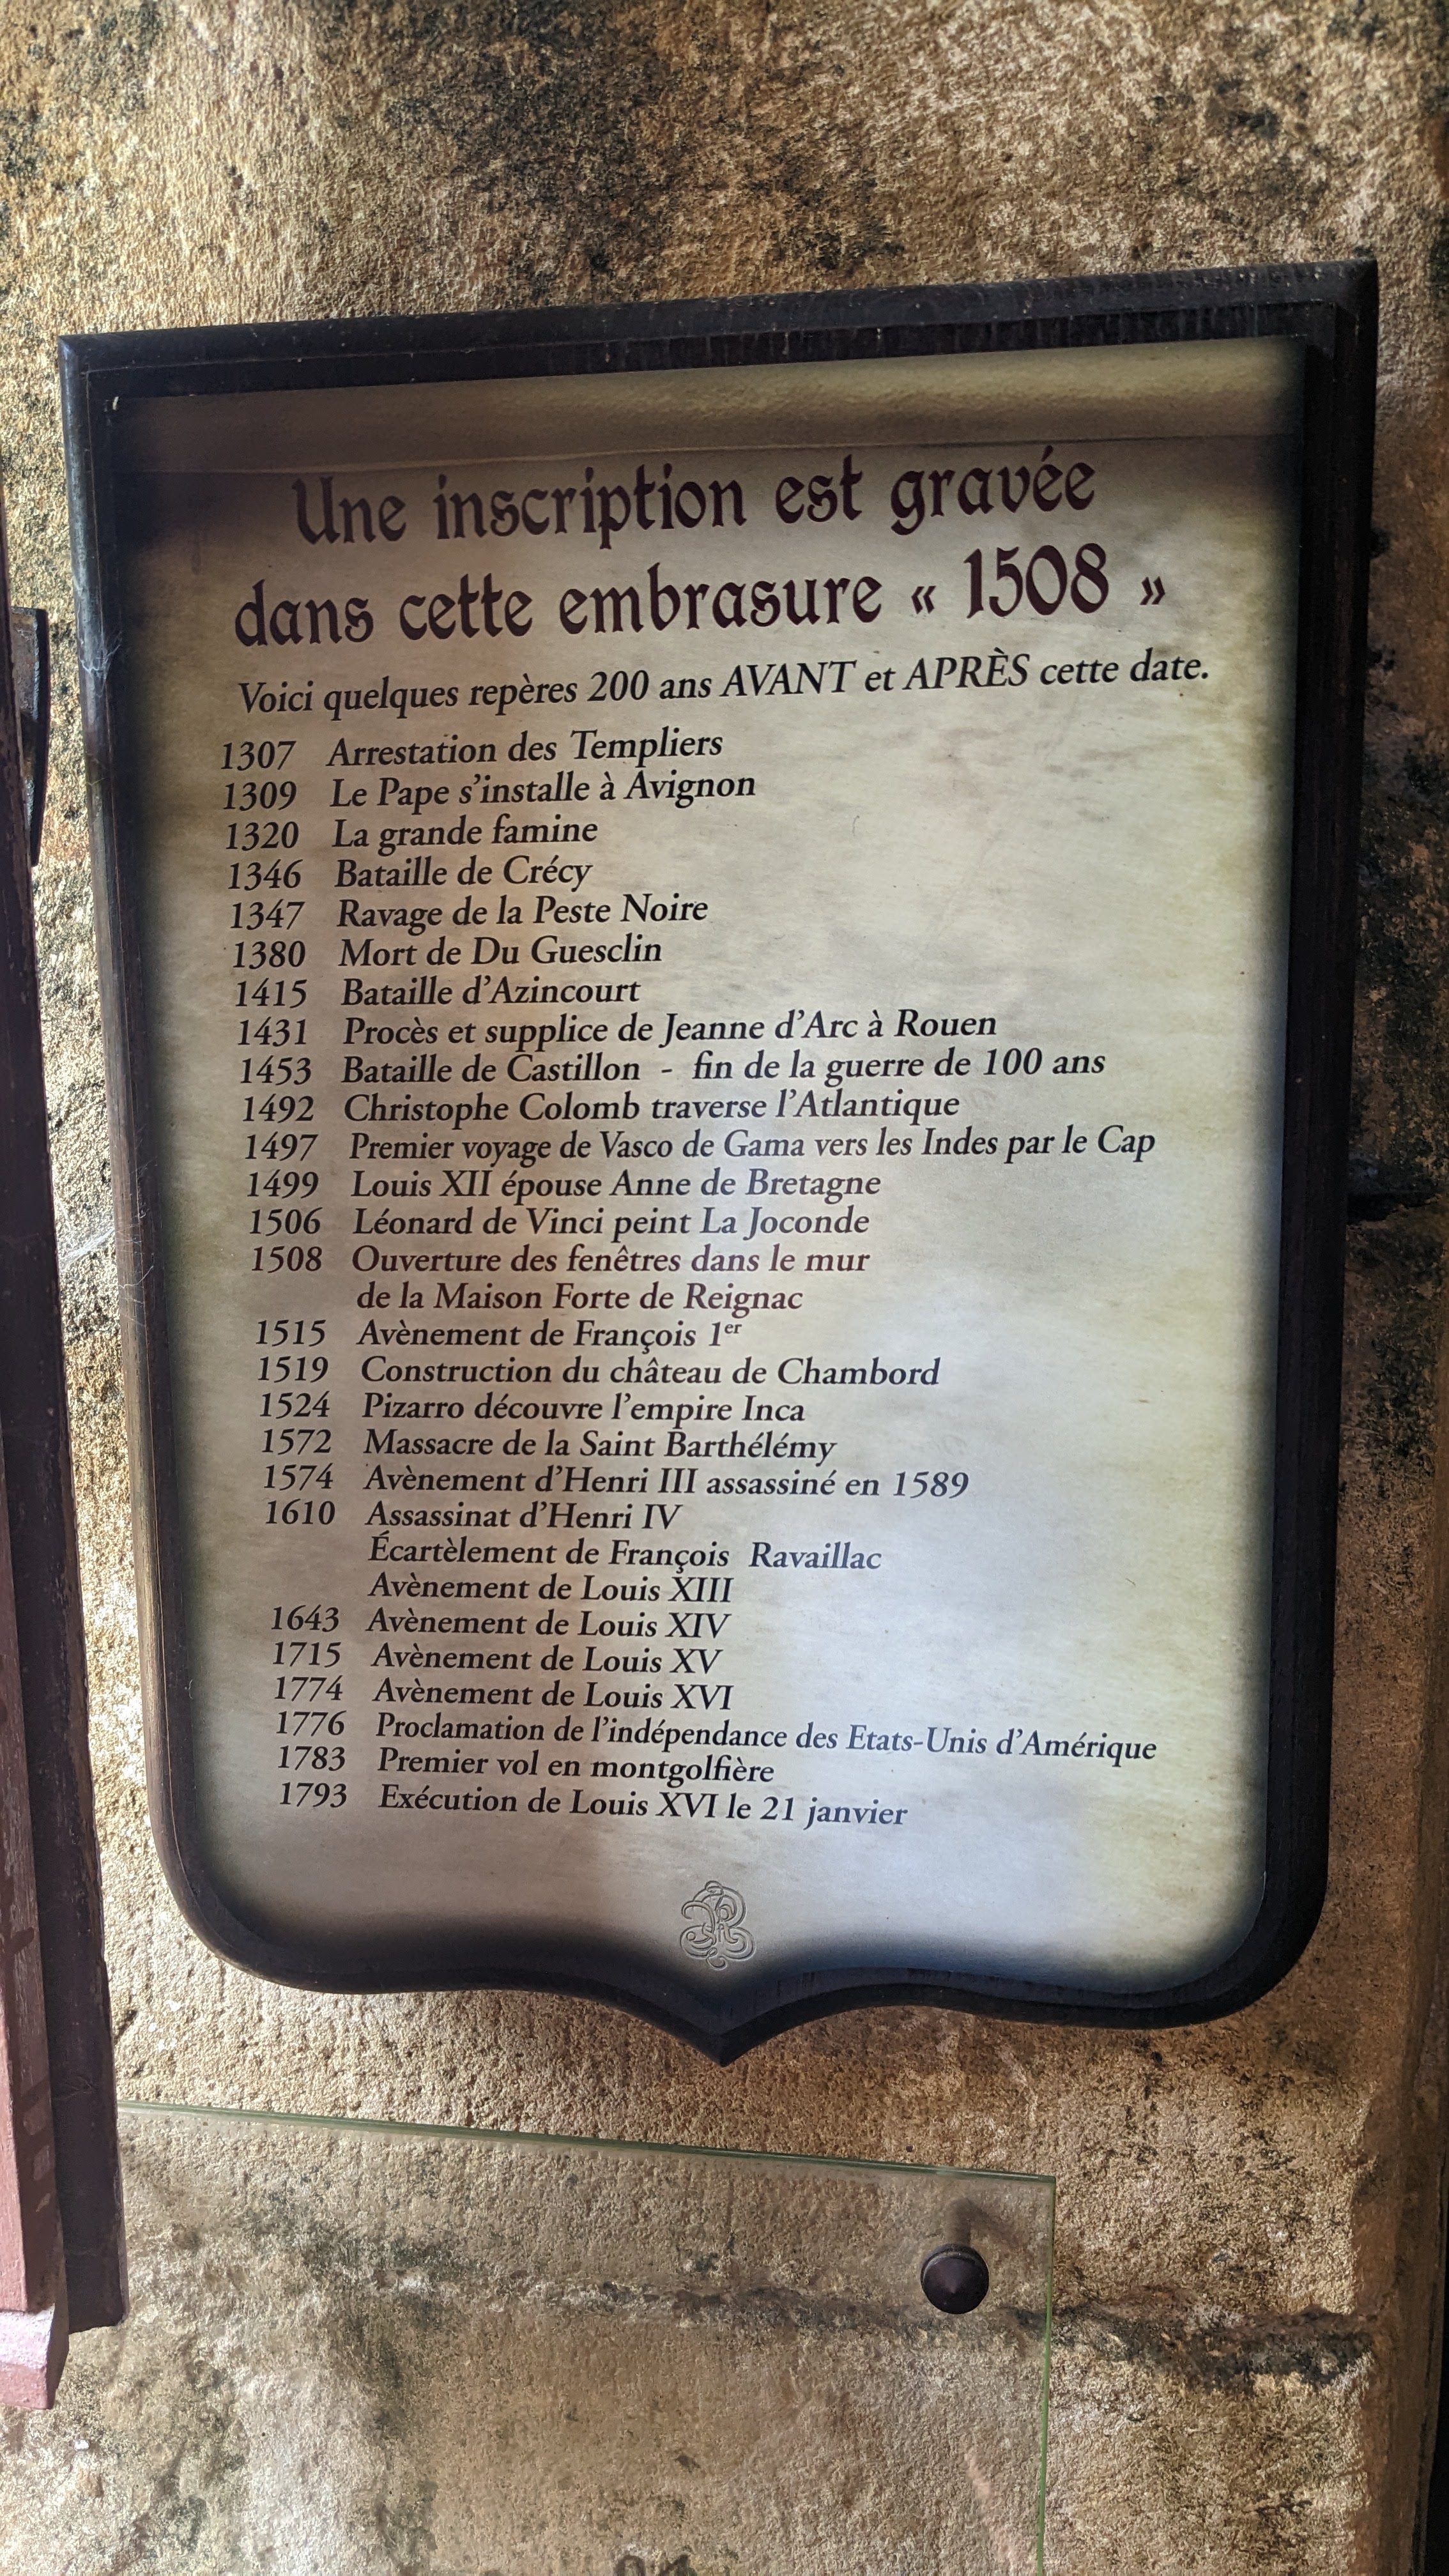 Une inscription est gravée
dans cette embrasure « 1508 »
Voici quelques repères 200 ans AVANT et APRÈS cette date.
1307 Arrestation des Templiers
1309 Le Pape s'installe à Avignon
1320 La grande famine
1346 Bataille de Crécy
1347 Ravage de la Peste Noire
1380 Mort de Du Guesclin
1415 Bataille d'Azincourt
1431 Procès et supplice de Jeanne d'Arc à Rouen
1453 Bataille de Castillon - fin de la guerre de 100 ans
1492 Christophe Colomb traverse l'Atlantique
1497 Premier voyage de Vasco de Gama vers les Indes par le Cap
1499 Louis XII épouse Anne de Bretagne
1506 Léonard de Vinci peint La Joconde
1508 Ouverture des fenêtres dans le mur
de la Maison Forte de Reignac
1515 Avènement de François 1er
1519 Construction du château de Chambord
1524 Pizarro découvre l'empire Inca
1572 Massacre de la Saint Barthélémy
1574 Avènement d'Henri III assassiné en 1589
1610 Assassinat d'Henri IV
Écartèlement de François Ravaillac
Avènement de Louis XIII
1643 Avènement de Louis XIV
1715 Avènement de Louis XV
1774 Avènement de Louis XVI
1776 Proclamation de l'indépendance des Etats-Unis d'Amérique
1783 Premier vol en montgolfière
1793 Exécution de Louis XVI le 21 janvier